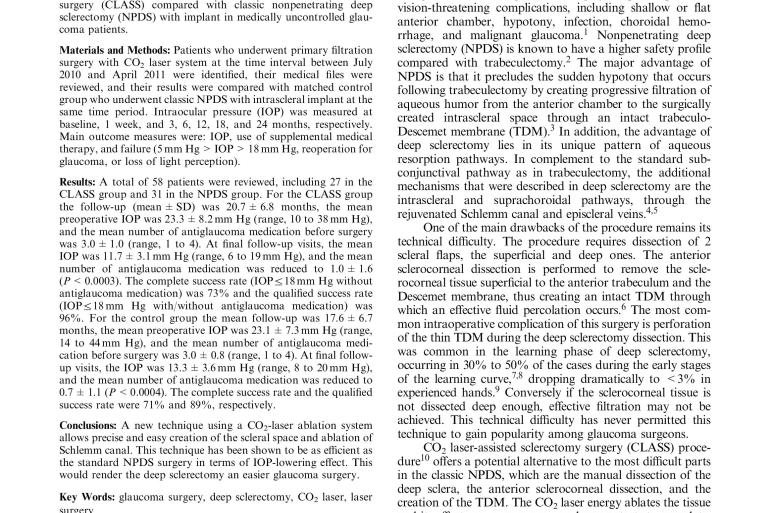 surgery (CLASS) compared with classic nonpenetrating deep
sclerectomy (NPDS) with implant in medically uncontrolled glau-
coma patients.
Materials and Methods: Patients who underwent primary filtration
surgery with CO2 laser system at the time interval between July
2010 and April 2011 were identified, their medical files were
reviewed, and their results were compared with matched control
group who underwent classic NPDS with intrascleral implant at the
same time period. Intraocular pressure (IOP) was measured at
baseline, 1 week, and 3, 6, 12, 18, and 24 months, respectively.
Main outcome measures were: IOP, use of supplemental medical
therapy, and failure (5 mm Hg > IOP > 18 mm Hg, reoperation for
glaucoma, or loss of light perception).
Results: A total of 58 patients were reviewed, including 27 in the
CLASS group and 31 in the NPDS group. For the CLASS group
the follow-up (mean ± SD) was 20.7 ± 6.8 months, the mean
preoperative IOP was 23.3 ± 8.2 mm Hg (range, 10 to 38 mm Hg),
and the mean number of antiglaucoma medication before surgery
was 3.0 ± 1.0 (range, 1 to 4). At final follow-up visits, the mean
IOP was 11.7 ± 3.1 mm Hg (range, 6 to 19 mm Hg), and the mean
number of antiglaucoma medication was reduced to 1.0 ± 1.6
(P < 0.0003). The complete success rate (IOP≤18 mm Hg without
antiglaucoma medication) was 73% and the qualified success rate
(IOP≤18 mm Hg with/without antiglaucoma medication) was
96%. For the control group the mean follow-up was 17.6 ± 6.7
months, the mean preoperative IOP was 23.1 ± 7.3 mm Hg (range,
14 to 44 mm Hg), and the mean number of antiglaucoma medi-
cation before surgery was 3.0 ± 0.8 (range, 1 to 4). At final follow-
up visits, the IOP was 13.3 ± 3.6 mm Hg (range, 8 to 20 mm Hg),
and the mean number of antiglaucoma medication was reduced to
0.7 ± 1.1 (P < 0.0004). The complete success rate and the qualified
success rate were 71% and 89%, respectively.
Conclusions: A new technique using a CO2-laser ablation system
allows precise and easy creation of the scleral space and ablation of
Schlemm canal. This technique has been shown to be as efficient as
the standard NPDS surgery in terms of IOP-lowering effect. This
would render the deep sclerectomy an easier glaucoma surgery.
Key Words: glaucoma surgery, deep sclerectomy, CO2 laser, laser
surgery
vision-threatening complications, including shallow or flat
anterior chamber, hypotony, infection, choroidal hemo-
rrhage, and malignant glaucoma.1 Nonpenetrating deep
sclerectomy (NPDS) is known to have a higher safety profile
compared with trabeculectomy.2 The major advantage of
NPDS is that it precludes the sudden hypotony that occurs
following trabeculectomy by creating progressive filtration of
aqueous humor from the anterior chamber to the surgically
created intrascleral space through an intact trabeculo-
Descemet membrane (TDM).3 In addition, the advantage of
deep sclerectomy lies in its unique pattern of aqueous
resorption pathways. In complement to the standard sub-
conjunctival pathway as in trabeculectomy, the additional
mechanisms that were described in deep sclerectomy are the
intrascleral and suprachoroidal pathways, through the
rejuvenated Schlemm canal and episcleral veins.4,5
One of the main drawbacks of the procedure remains its
technical difficulty. The procedure requires dissection of 2
scleral flaps, the superficial and deep ones. The anterior
sclerocorneal dissection is performed to remove the scle-
rocorneal tissue superficial to the anterior trabeculum and the
Descemet membrane, thus creating an intact TDM through
which an effective fluid percolation occurs.6 The most com-
mon intraoperative complication of this surgery is perforation
of the thin TDM during the deep sclerectomy dissection. This
was common in the learning phase of deep sclerectomy,
occurring in 30% to 50% of the cases during the early stages
of the learning curve,7,8 dropping dramatically to <3% in
experienced hands.9 Conversely if the sclerocorneal tissue is
not dissected deep enough, effective filtration may not be
achieved. This technical difficulty has never permitted this
technique to gain popularity among glaucoma surgeons.
CO2 laser-assisted sclerectomy surgery (CLASS) proce-
dure10 offers a potential alternative to the most difficult parts
in the classic NPDS, which are the manual dissection of the
deep sclera, the anterior sclerocorneal dissection, and the
creation of the TDM. The CO2 laser energy ablates the tissue